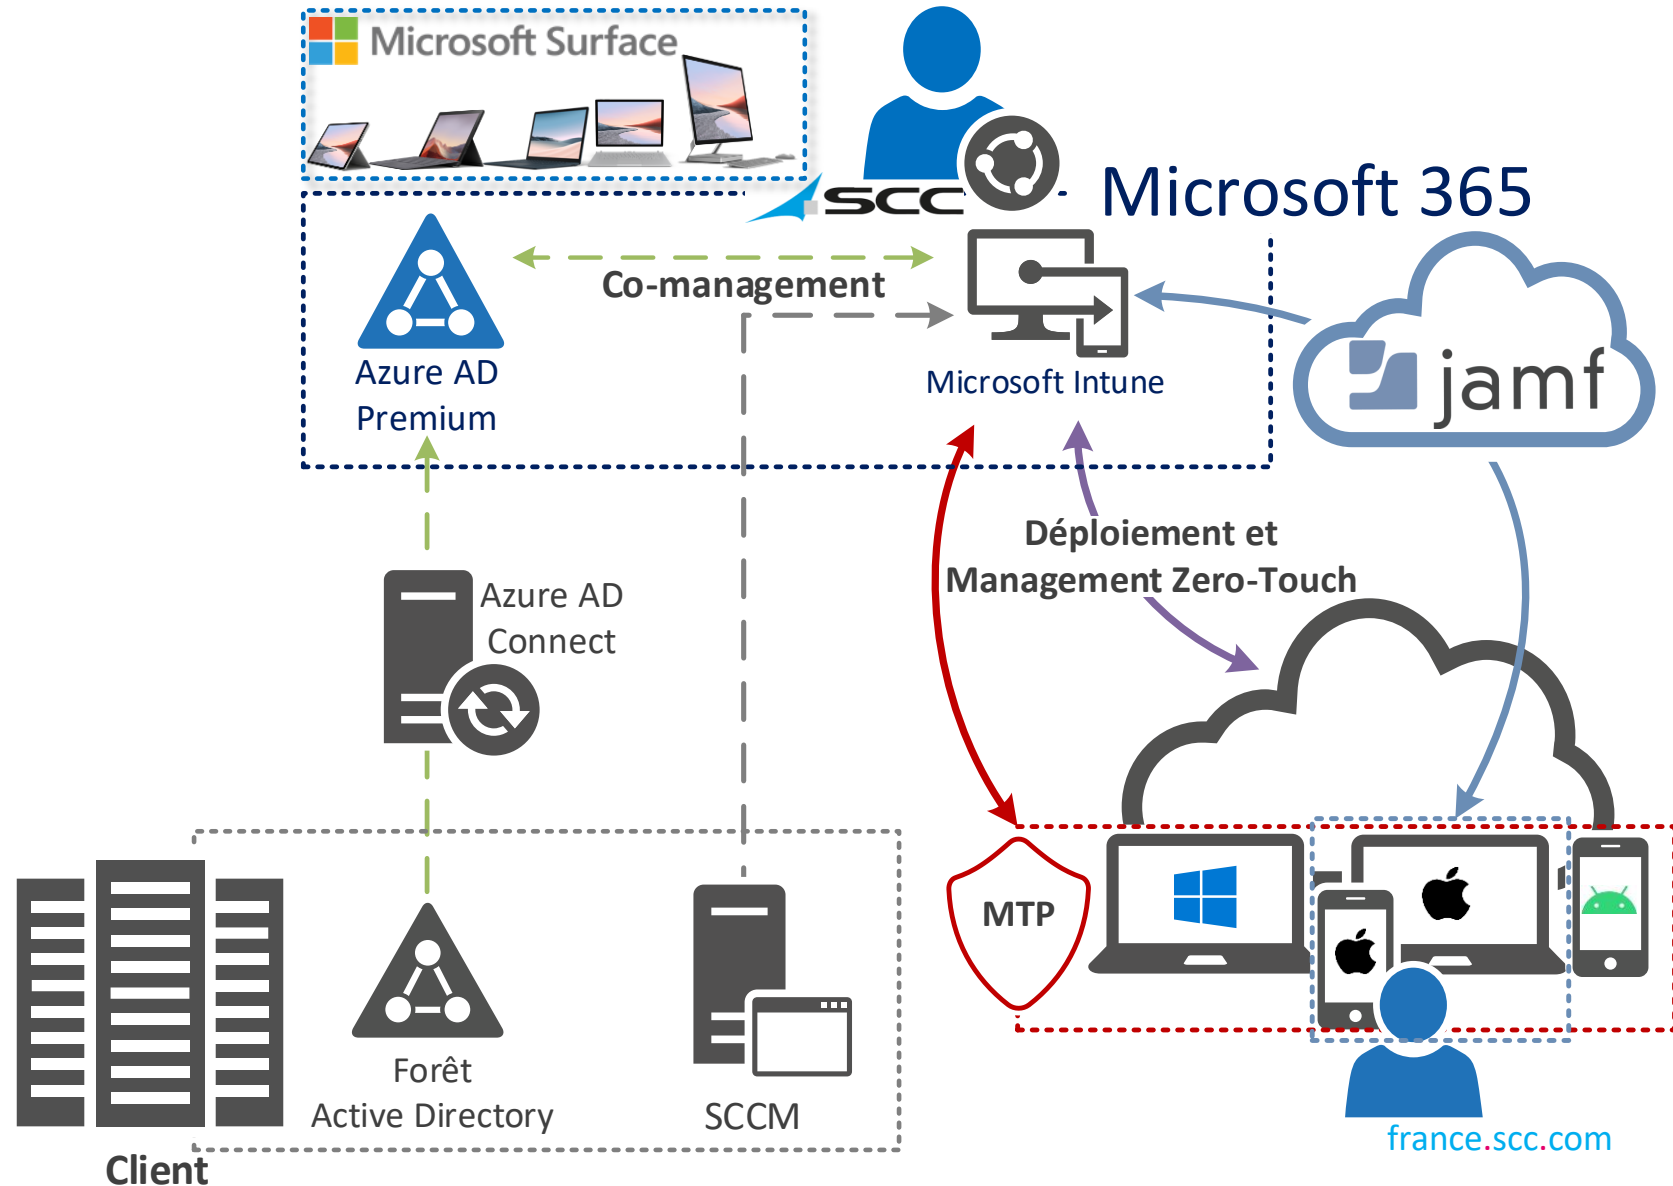 Microsoft Surface
SCC
Microsoft 365
Co-management
Azure AD
Premium
Microsoft Intune
jamf
Déploiement et
Management Zero-Touch
Azure AD
Connect
MTP
Forêt
Active Directory
SCCM
Client
france.scc.com